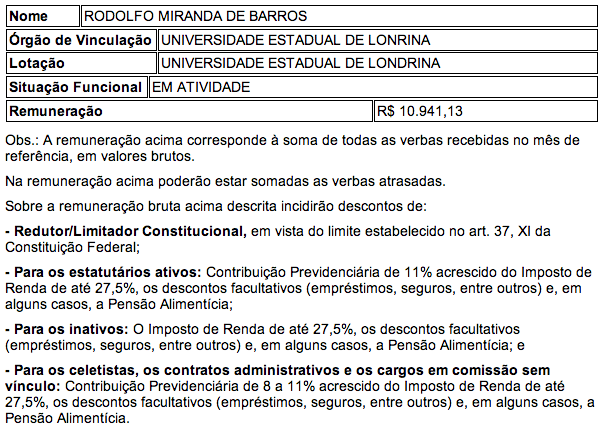 Nome RODOLFO MIRANDA DE BARROS
Órgão de Vinculação UNIVERSIDADE ESTADUAL DE LONRINA
Lotação UNIVERSIDADE ESTADUAL DE LONDRINA
Situação Funcional EM ATIVIDADE
Remuneração R$ 10.941,13
Obs.: A remuneração acima corresponde à soma de todas as verbas recebidas no mês de
referência, em valores brutos.
Na remuneração acima poderão estar somadas as verbas atrasadas.
Sobre a remuneração bruta acima descrita incidirão descontos de:
- Redutor/Limitador Constitucional, em vista do limite estabelecido no art. 37, XI da
Constituição Federal;
- Para os estatutários ativos: Contribuição Previdenciária de 11% acrescido do Imposto de
Renda de até 27,5%, os descontos facultativos (empréstimos, seguros, entre outros) e, em
alguns casos, a Pensão Alimentícia;
- Para os inativos: O Imposto de Renda de até 27,5%, os descontos facultativos
(empréstimos, seguros, entre outros) e, em alguns casos, a Pensão Alimentícia; e
- Para os celetistas, os contratos administrativos e os cargos em comissão sem
vínculo: Contribuição Previdenciária de 8 a 11% acrescido do Imposto de Renda de até
27,5%, os descontos facultativos (empréstimos, seguros, entre outros) e, em alguns casos, a
Pensão Alimentícia.